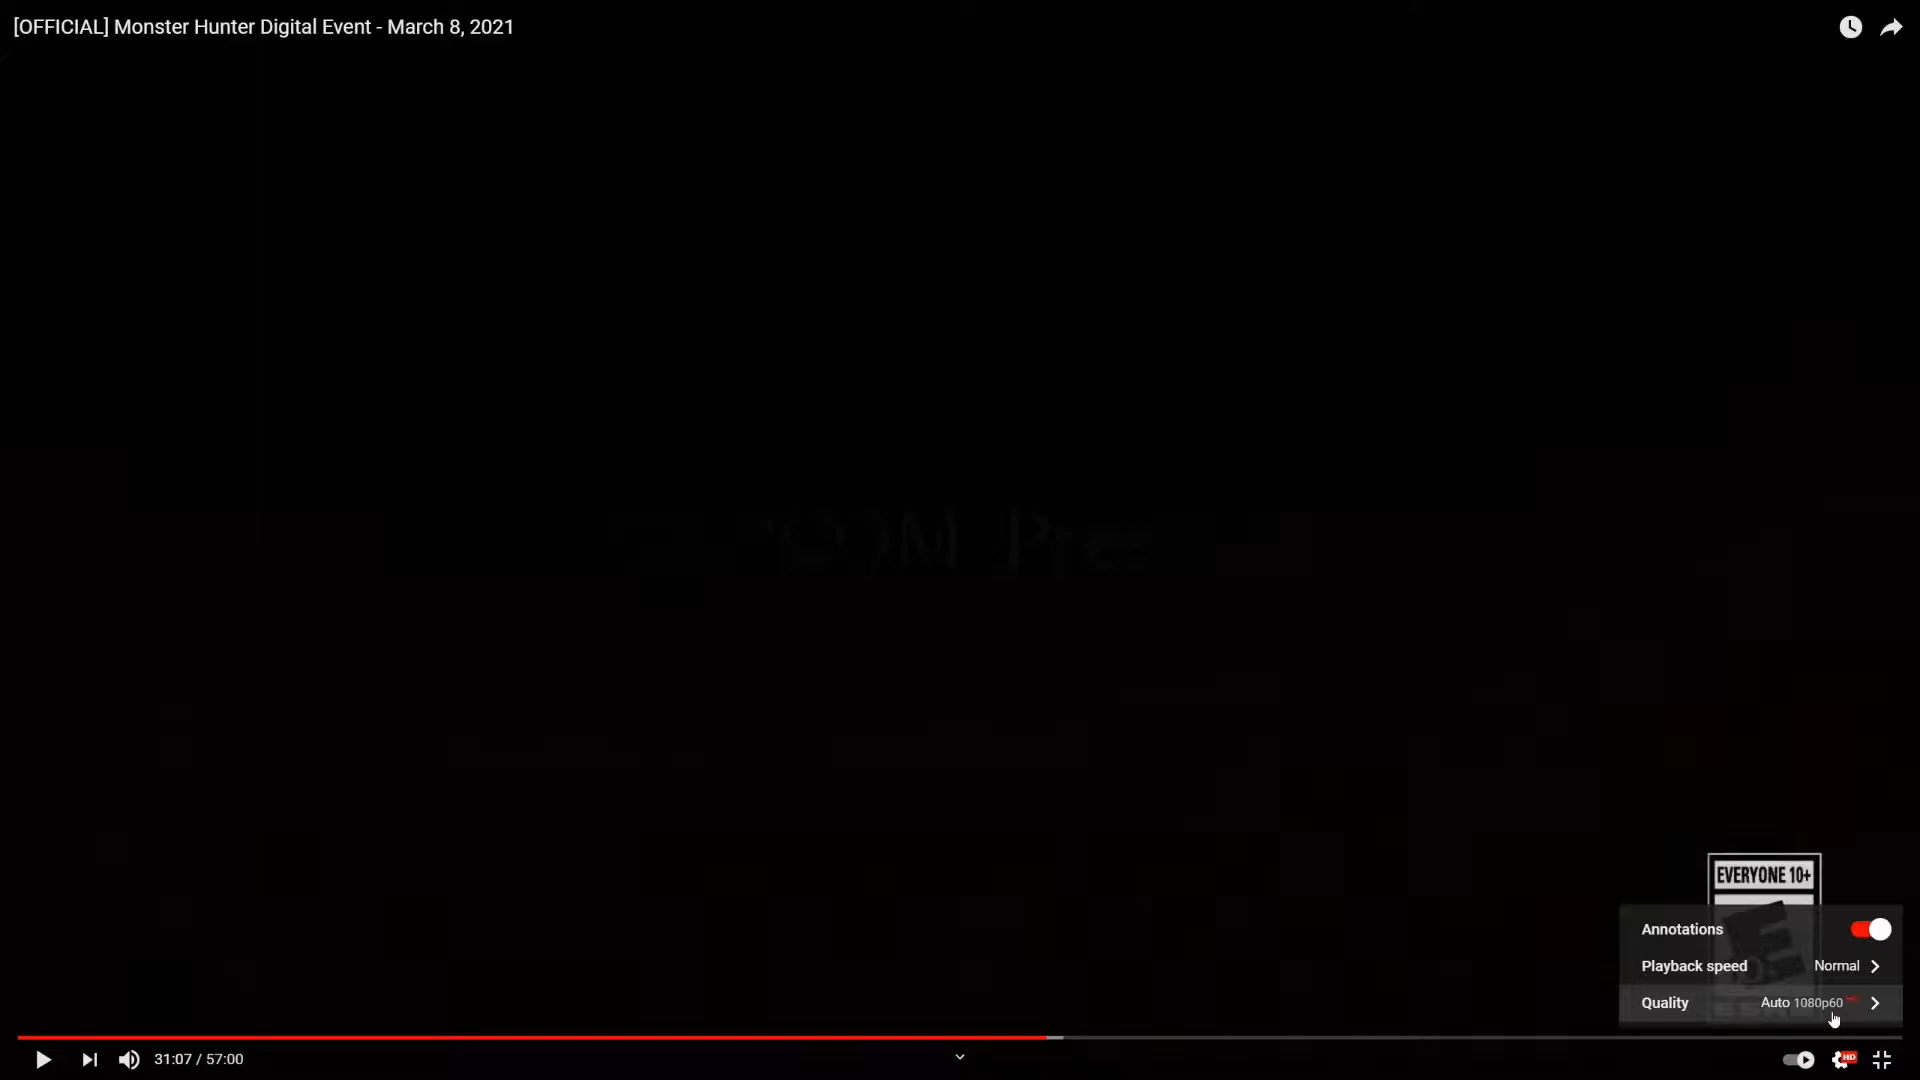 [OFFICIAL] Monster Hunter Digital Event - March 8, 2021
EVERYONE 10+
Annotations
Playback speed Normal
Quality Auto 1080p60
31:07 / 57:00
HD